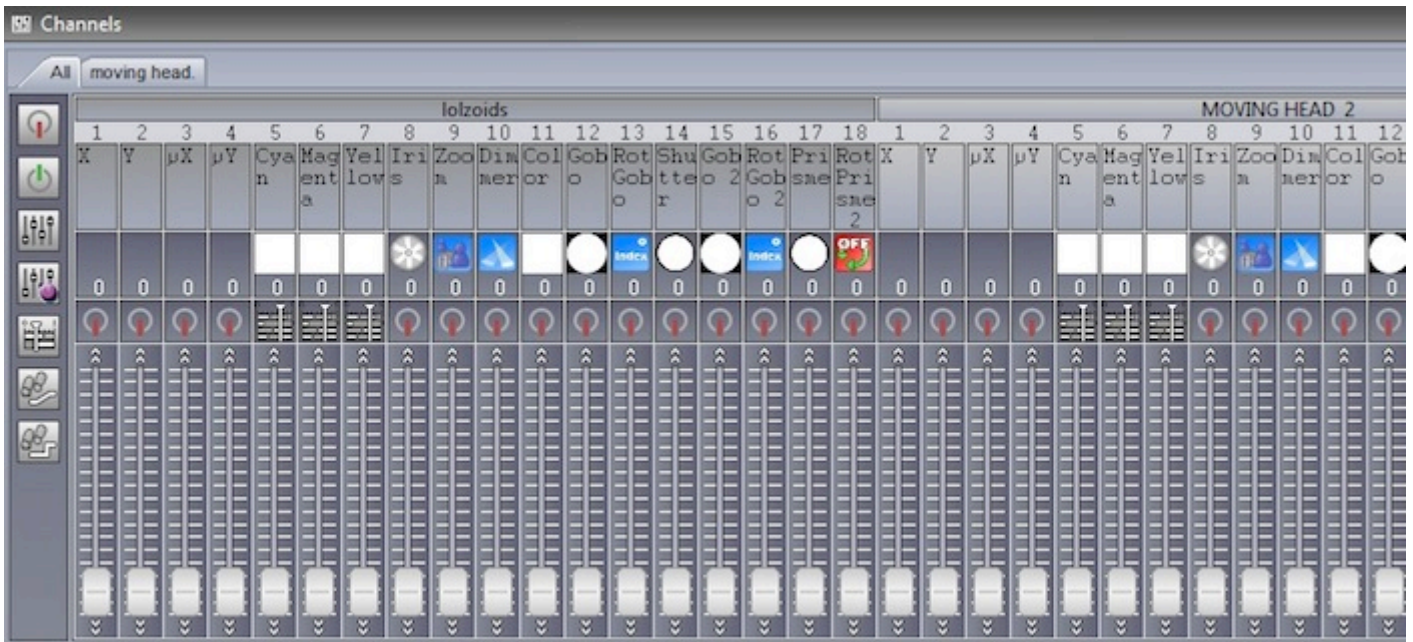 Channels
All moving head.
lolzoids MOVING HEAD 2
1 2 3 4 5 6 7 8 9 10 11 12 13 14 15 16 17 18 1 2 3 4 5 6 7 8 9 10 11 12
X Y µX µY Cya Mag Yel Iri Zoo Dim Col Gob Rot Shu Gob Rot Pri Rot X Y µX µY Cya Mag Yel Iri Zoo Dim Col Gob
n ent low s m mer or o Gob tte o 2 Gob sme Pri n ent low s m mer or o
a o r o 2 sme a
2
Index Index OFF
0 0 0 0 0 0 0 0 0 0 0 0 0 0 0 0 0 0 0 0 0 0 0 0 0 0 0 0 0 0